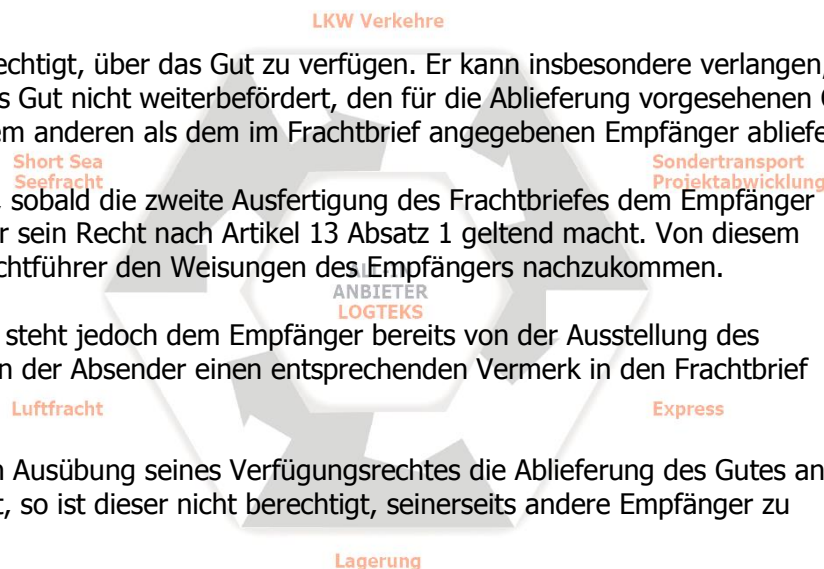 LKW Verkehre
echtigt, über das Gut zu verfügen. Er kann insbesondere verlangen,
s Gut nicht weiterbefördert, den für die Ablieferung vorgesehenen
em anderen als dem im Frachtbrief angegebenen Empfänger abliefe
Short Sea
Seefracht
Sondertransport
Projektabwicklung
, sobald die zweite Ausfertigung des Frachtbriefes dem Empfänger
r sein Recht nach Artikel 13 Absatz 1 geltend macht. Von diesem
chtführer den Weisungen des Empfängers nachzukommen.
ANBIETER
LOGTEKS
steht jedoch dem Empfänger bereits von der Ausstellung des
n der Absender einen entsprechenden Vermerk in den Frachtbrief
Luftfracht
Express
n Ausübung seines Verfügungsrechtes die Ablieferung des Gutes an
t, so ist dieser nicht berechtigt, seinerseits andere Empfänger zu
Lagerung